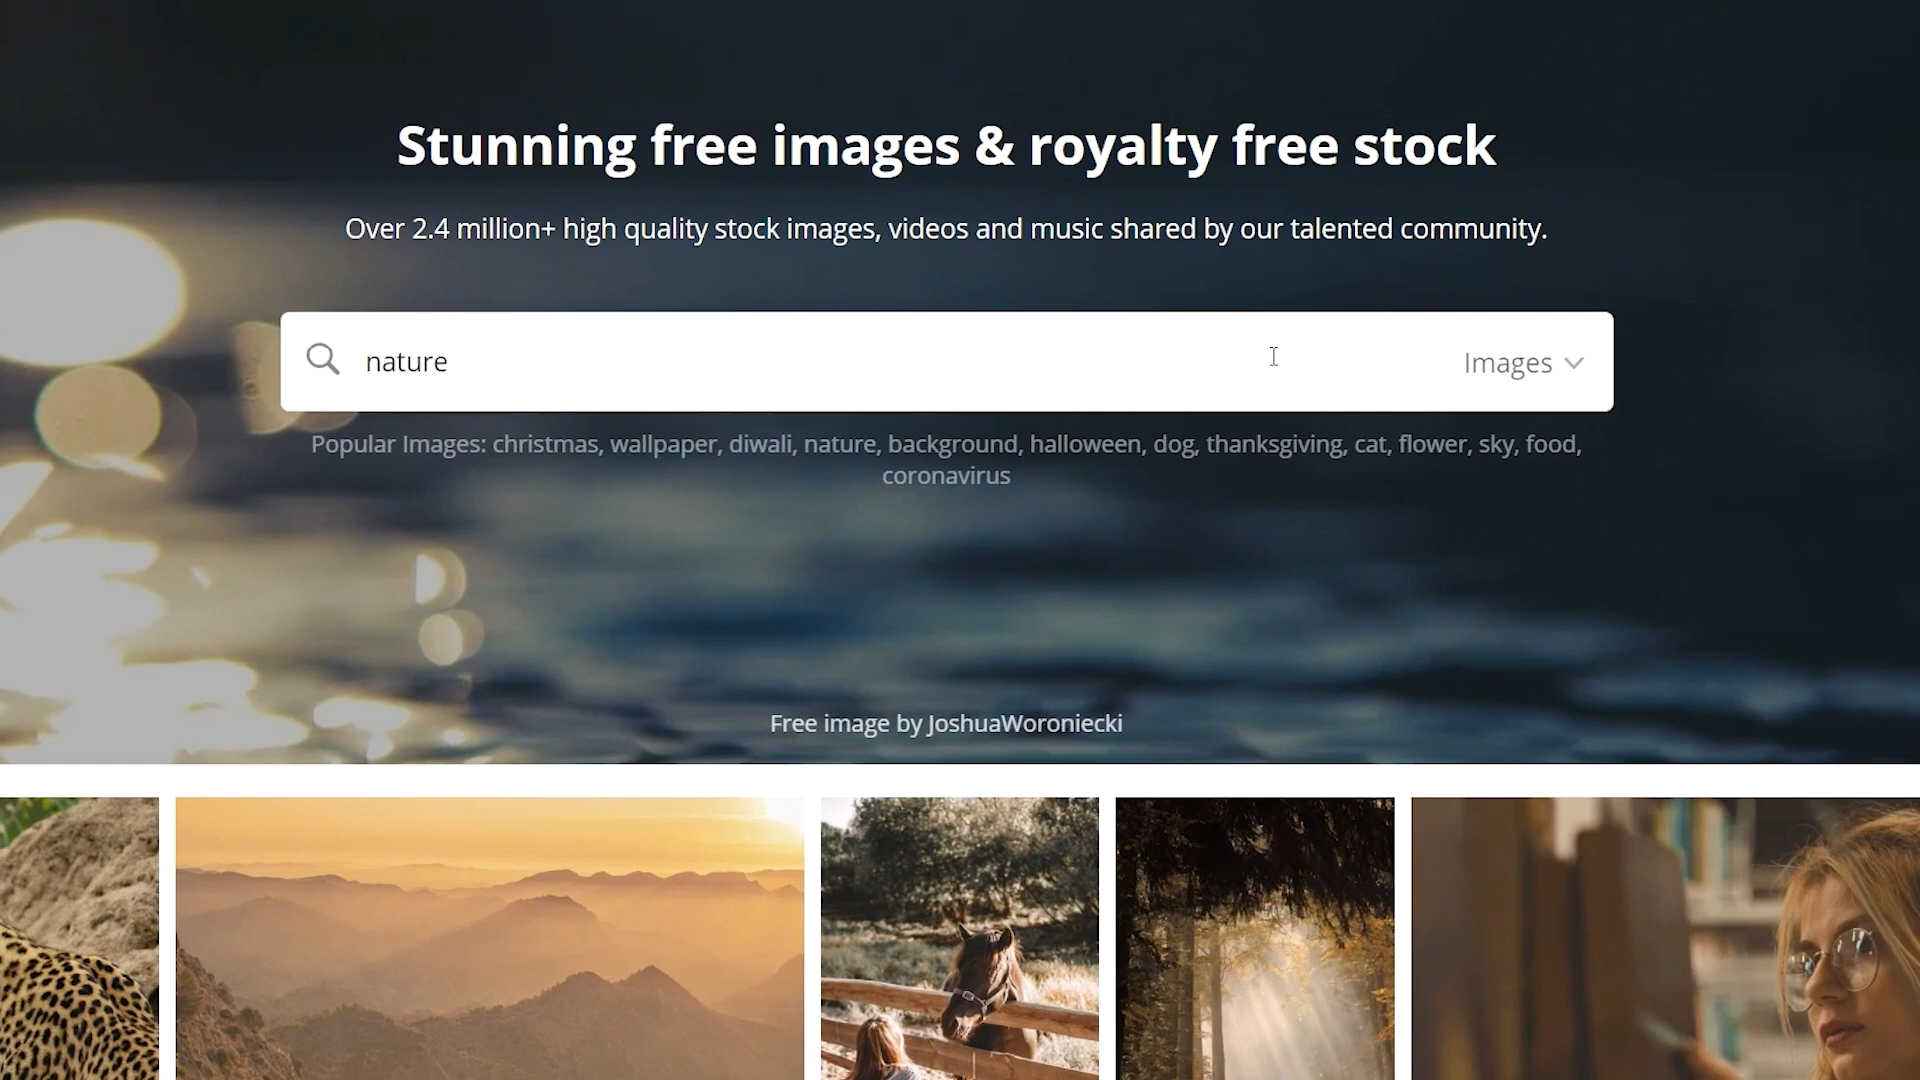 Stunning free images & royalty free stock
Over 2.4 million+ high quality stock images, videos and music shared by our talented community.
nature
Images
Popular Images: christmas, wallpaper, diwali, nature, background, halloween, dog, thanksgiving, cat, flower, sky, food,
coronavirus
Free image by JoshuaWoroniecki